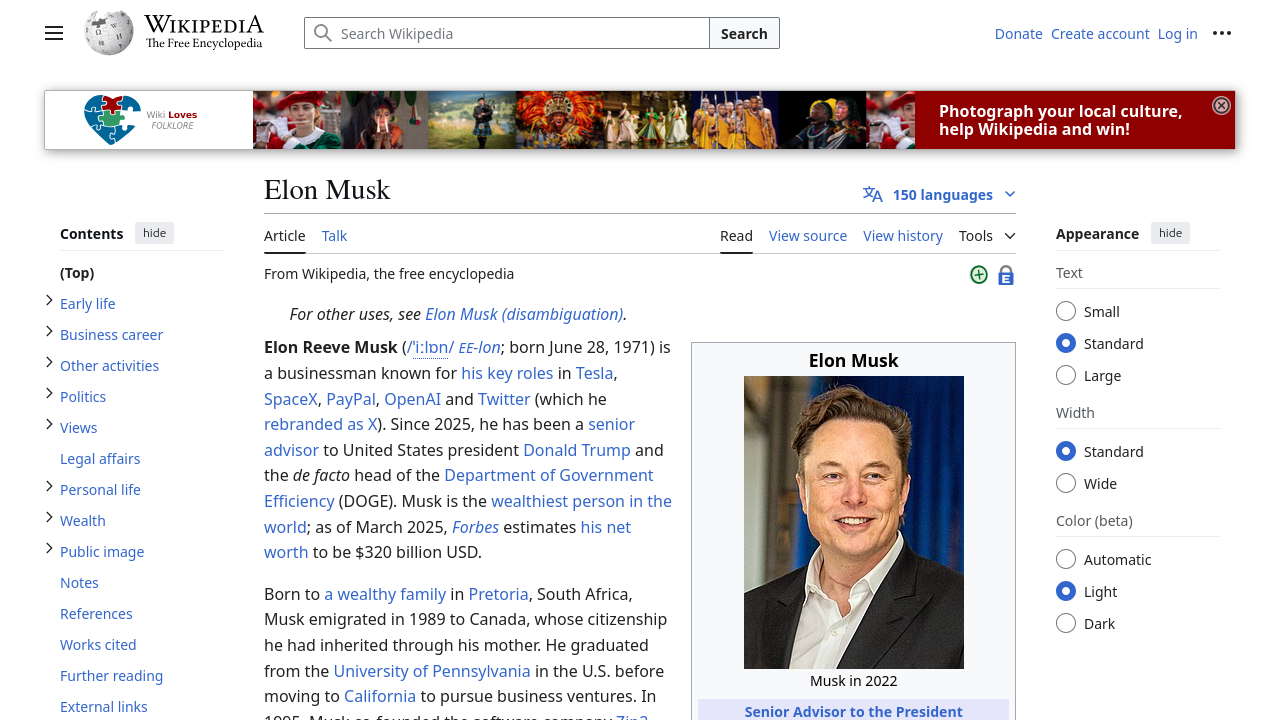 WIKIPEDIA
The Free Encyclopedia
Search Wikipedia
Search
Donate Create account Log in
Wiki Loves
FOLKLORE
Photograph your local culture,
help Wikipedia and win!
Contents hide
(Top)
Early life
Business career
Other activities
Politics
Views
Legal affairs
Personal life
Wealth
Public image
Notes
References
Works cited
Further reading
External links
Elon Musk
150 languages
Article Talk
Read View source View history Tools
From Wikipedia, the free encyclopedia
E
For other uses, see Elon Musk (disambiguation).
Elon Reeve Musk (/ˈiːlɒn/ EE-lon; born June 28, 1971) is
a businessman known for his key roles in Tesla,
SpaceX, PayPal, OpenAI and Twitter (which he
rebranded as X). Since 2025, he has been a senior
advisor to United States president Donald Trump and
the de facto head of the Department of Government
Efficiency (DOGE). Musk is the wealthiest person in the
world; as of March 2025, Forbes estimates his net
worth to be $320 billion USD.
Born to a wealthy family in Pretoria, South Africa,
Musk emigrated in 1989 to Canada, whose citizenship
he had inherited through his mother. He graduated
from the University of Pennsylvania in the U.S. before
moving to California to pursue business ventures. In
1995, Musk co-founded the software company Zip2.
Elon Musk
Musk in 2022
Senior Advisor to the President
Appearance hide
Text
Small
Standard
Large
Width
Standard
Wide
Color (beta)
Automatic
Light
Dark